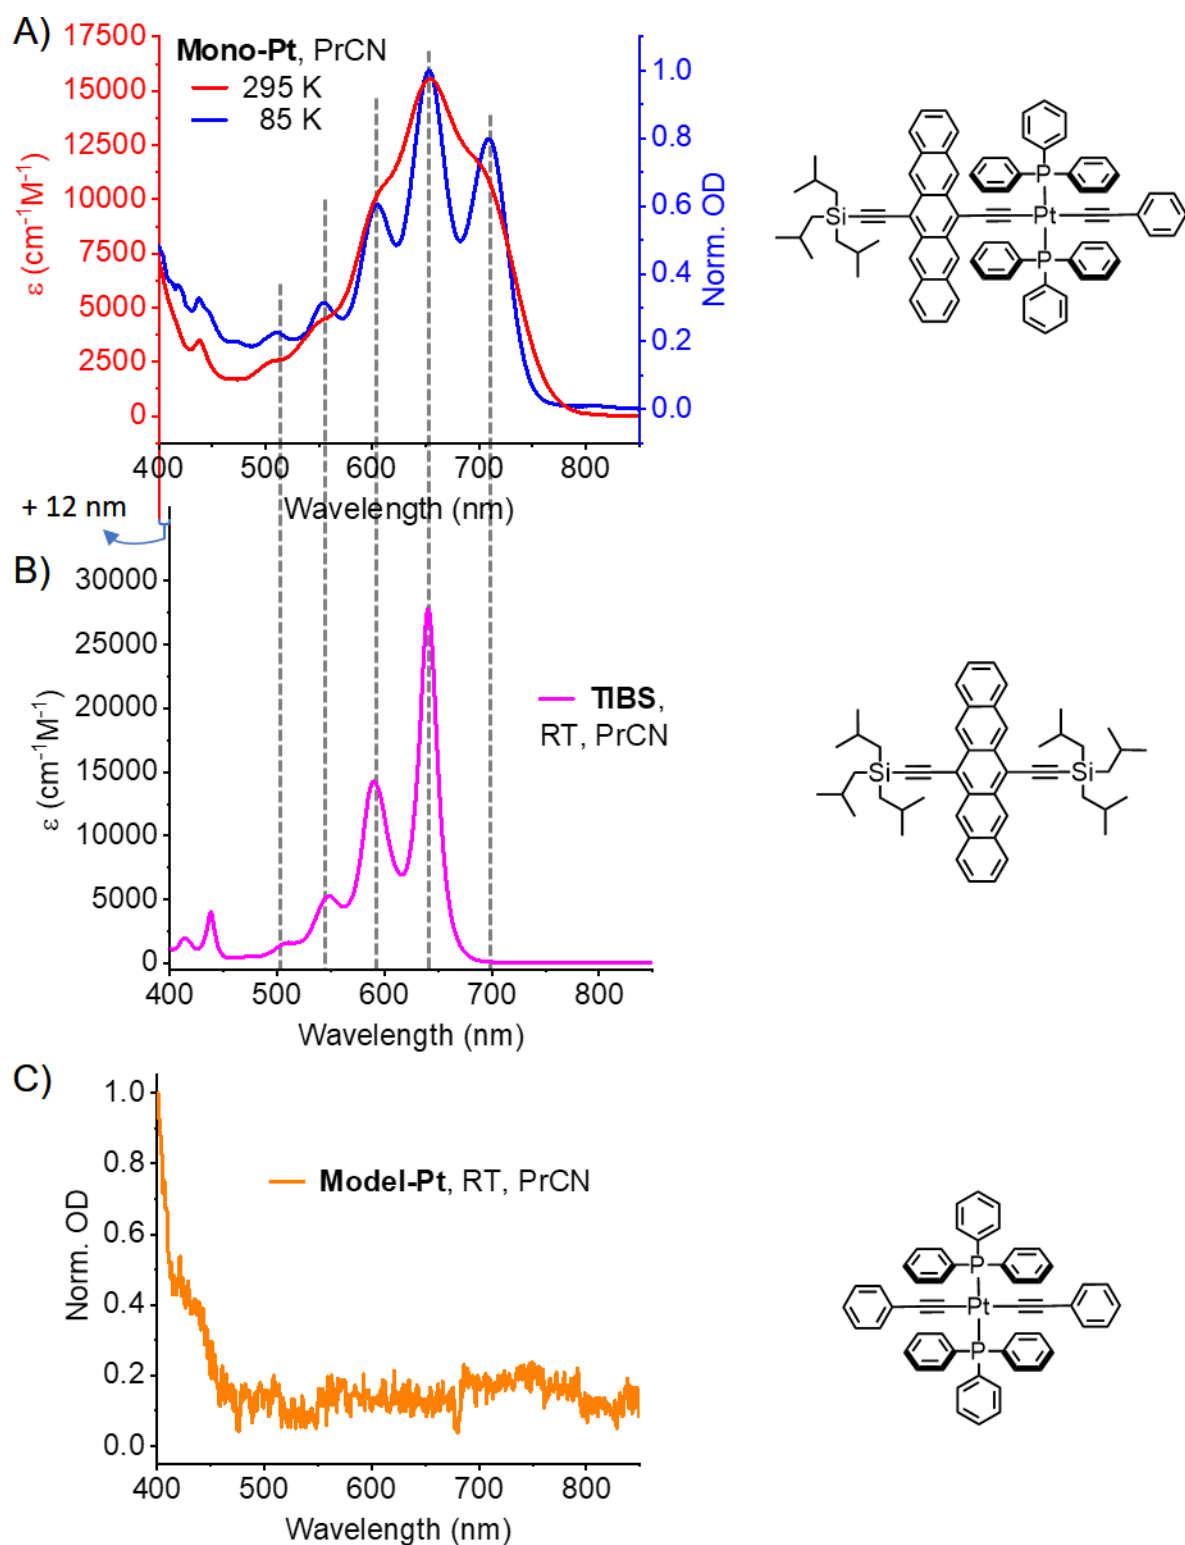 A)
Mono-Pt, PrCN
295 K
85 K
17500
15000
12500
10000
7500
5000
2500
0
ε (cm⁻¹M⁻¹)
1.0
0.8
0.6
0.4
0.2
0.0
Norm. OD
400 500 600 700 800
Wavelength (nm)
P
Si Pt
P
+ 12 nm
B)
30000
25000
20000
15000
10000
5000
0
ε (cm⁻¹M⁻¹)
TIBS,
RT, PrCN
400 500 600 700 800
Wavelength (nm)
Si Si
C)
1.0
0.8
0.6
0.4
0.2
0.0
Norm. OD
Model-Pt, RT, PrCN
400 500 600 700 800
Wavelength (nm)
P
Pt
P